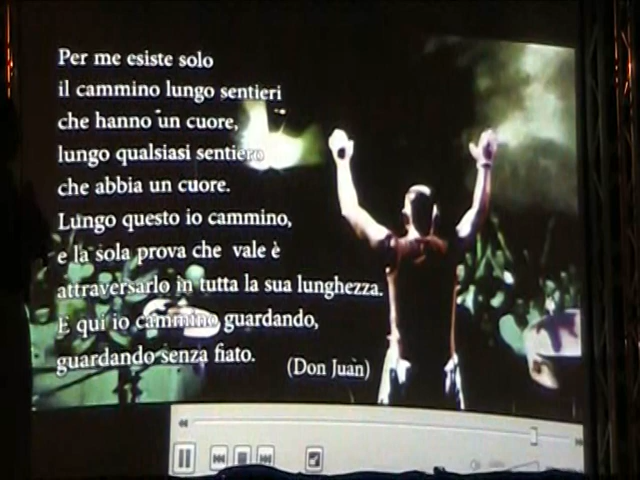 Per me esiste solo
il cammino lungo sentieri
che hanno un cuore,
lungo qualsiasi sentiero
che abbia un cuore.
Lungo questo io cammino,
e la sola prova che vale è
attraversarlo in tutta la sua lunghezza.
E qui io cammino guardando,
guardando senza fiato.
(Don Juan)